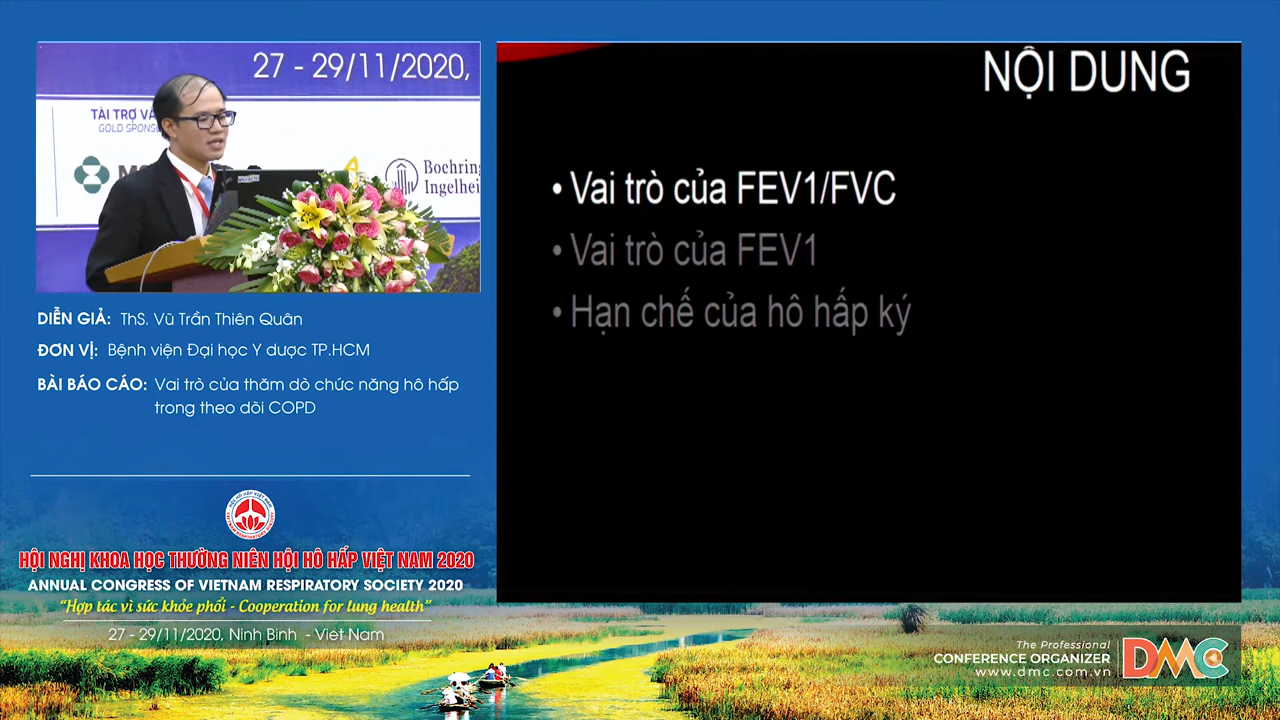 27 - 29/11/2020,
TÀI TRỢ VÀ
GOLD SPONSO
Boehring
Ingelhei
DIỄN GIẢ: ThS. Vũ Trần Thiên Quân
ĐƠN VỊ: Bệnh viện Đại học Y dược TP.HCM
BÀI BÁO CÁO: Vai trò của thăm dò chức năng hô hấp
trong theo dõi COPD
HỘI NGHỊ KHOA HỌC THƯỜNG NIÊN HỘI HÔ HẤP VIỆT NAM 2020
ANNUAL CONGRESS OF VIETNAM RESPIRATORY SOCIETY 2020
“Hợp tác vì sức khỏe phổi - Cooperation for lung health”
27 - 29/11/2020, Ninh Bình - Viet Nam
NỘI DUNG
• Vai trò của FEV1/FVC
• Vai trò của FEV1
• Hạn chế của hô hấp ký
The Professional
CONFERENCE ORGANIZER
www.dmc.com.vn
DMC